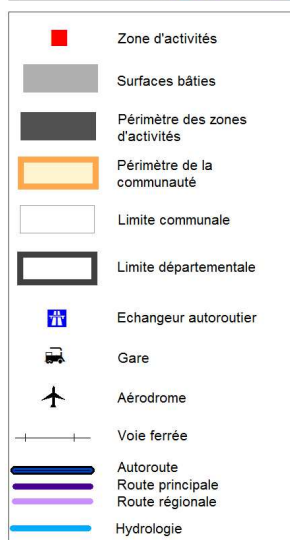 Zone d'activités
Surfaces bâties
Périmètre des zones
d'activités
Périmètre de la
communauté
Limite communale
Limite départementale
Echangeur autoroutier
Gare
Aérodrome
Voie ferrée
Autoroute
Route principale
Route régionale
Hydrologie